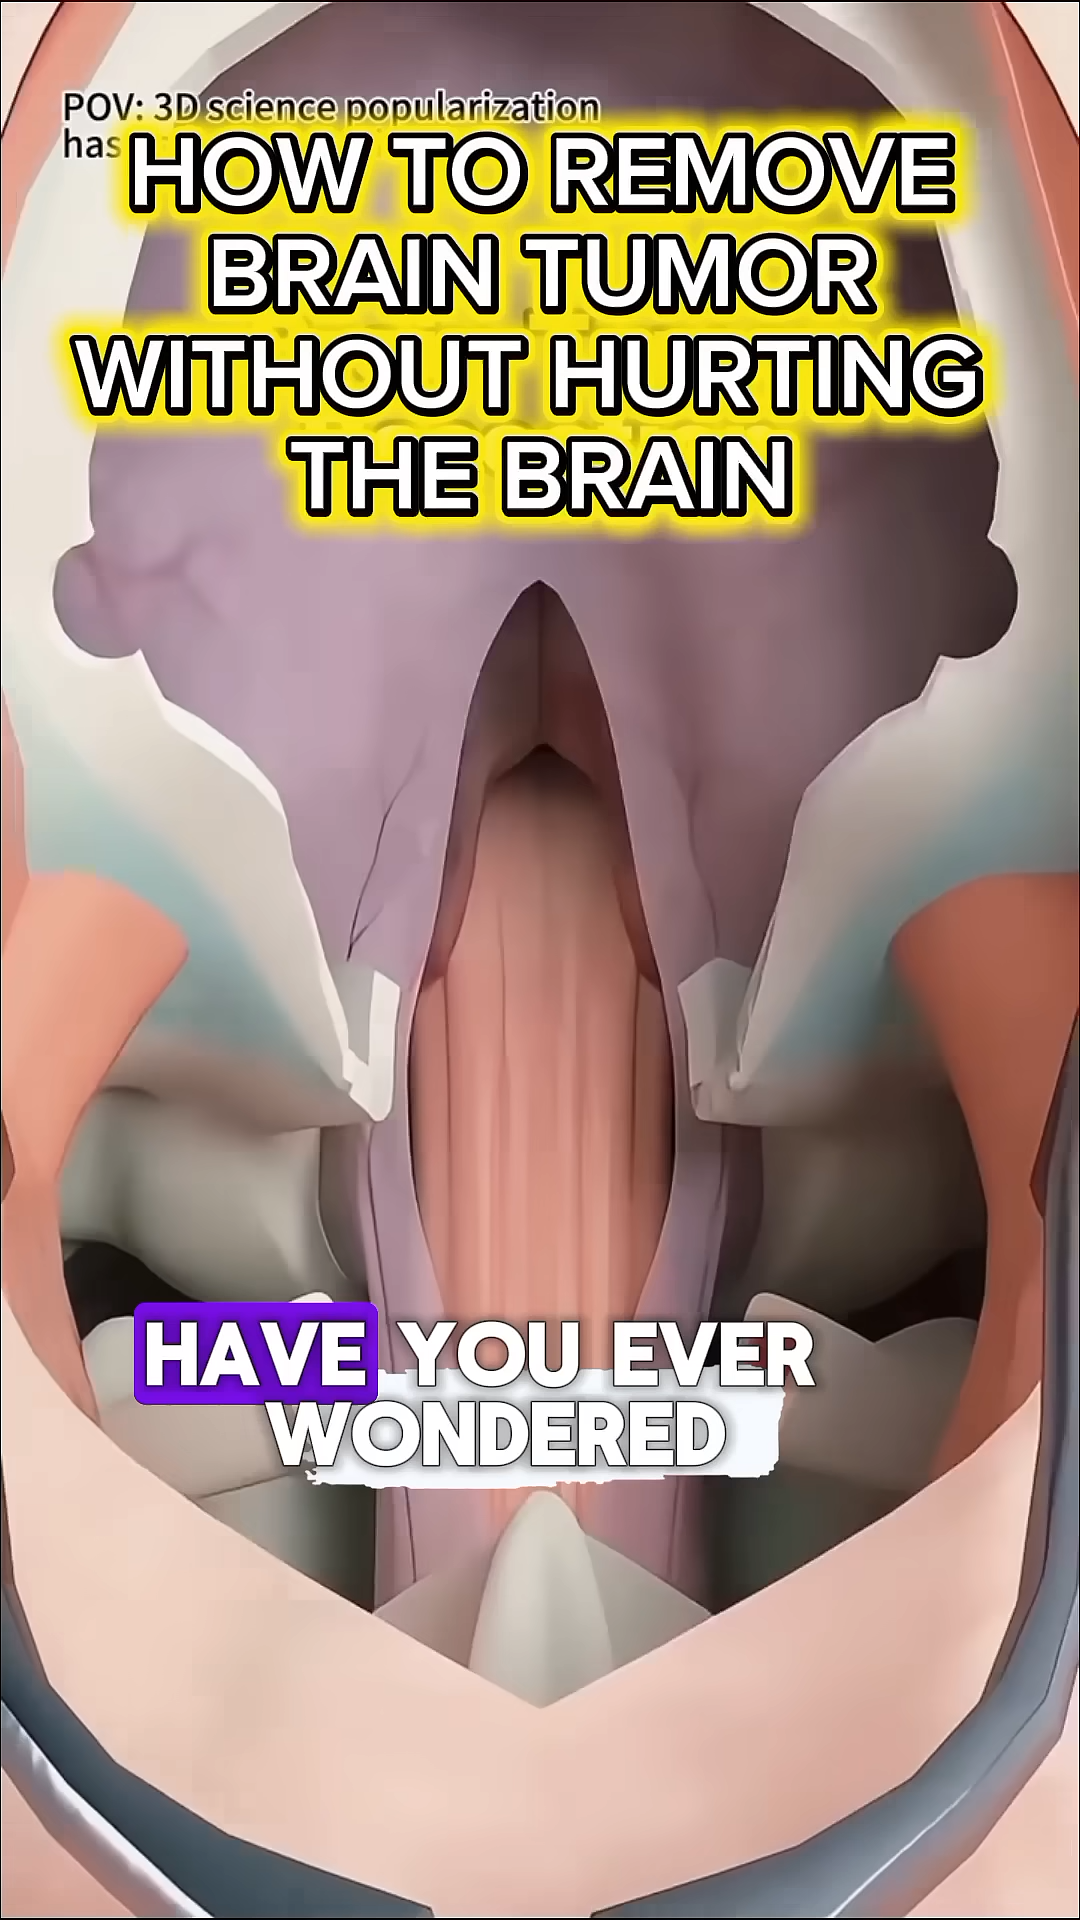 POV: 3D science popularization
has
HOW TO REMOVE
BRAIN TUMOR
WITHOUT HURTING
THE BRAIN
HAVE YOU EVER
WONDERED